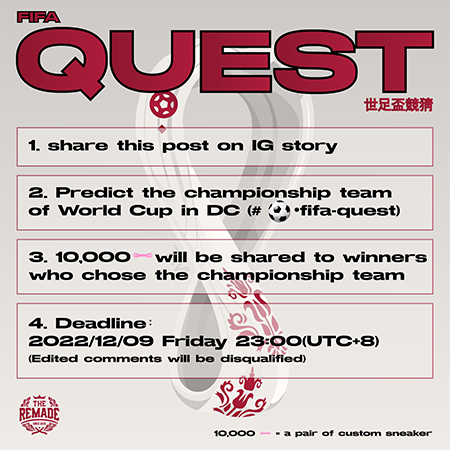 FIFA
QUEST
世足盃競猜
1. share this post on IG story
2. Predict the championship team
of World Cup in DC (# ⚽•fifa-quest)
3. 10,000 will be shared to winners
who chose the championship team
4. Deadline:
2022/12/09 Friday 23:00(UTC+8)
(Edited comments will be disqualified)
THE
REMADE
10,000 = a pair of custom sneaker